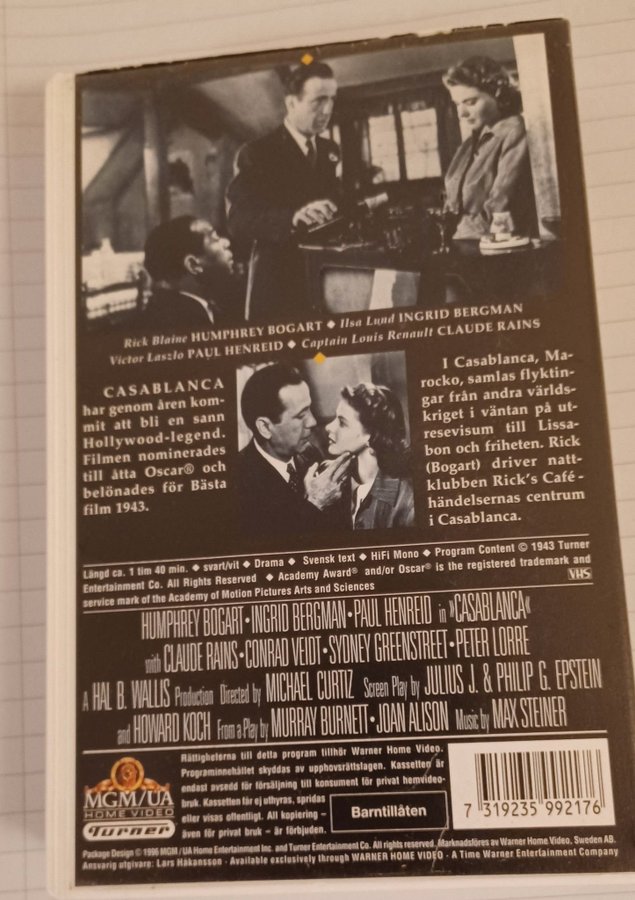 Rick Blaine HUMPHREY BOGART ◆ Ilsa Lund INGRID BERGMAN
Victor Laszlo PAUL HENREID ◆ Captain Louis Renault CLAUDE RAINS
CASABLANCA
har genom åren kom-
mit att bli en sann
Hollywood-legend.
Filmen nominerades
till åtta Oscar® och
belönades för Bästa
film 1943.
I Casablanca, Ma-
rocko, samlas flyktin-
gar från andra världs-
kriget i väntan på ut-
resevisum till Lissa-
bon och friheten. Rick
(Bogart) driver natt-
klubben Rick's Café -
händelsernas centrum
i Casablanca.
Längd ca. 1 tim 40 min. ◆ svart/vit ◆ Drama ◆ Svensk text ◆ HiFi Mono ◆ Program Content © 1943 Turner
Entertainment Co. All Rights Reserved ◆ Academy Award® and/or Oscar® is the registered trademark and
service mark of the Academy of Motion Pictures Arts and Sciences
VHS
HUMPHREY BOGART • INGRID BERGMAN • PAUL HENREID in »CASABLANCA«
with CLAUDE RAINS • CONRAD VEIDT • SYDNEY GREENSTREET • PETER LORRE
A HAL B. WALLIS Production Directed by MICHAEL CURTIZ Screen Play by JULIUS J. & PHILIP G. EPSTEIN
and HOWARD KOCH From a Play by MURRAY BURNETT • JOAN ALISON Music by MAX STEINER
MGM/UA
HOME VIDEO
Turner
Rättigheterna till detta program tillhör Warner Home Video.
Programinnehållet skyddas av upphovsrättslagen. Kassetten är
endast avsedd för försäljning till konsument för privat hemvideo-
bruk. Kassetten får ej uthyras, spridas
eller visas offentligt. All kopiering –
även för privat bruk – är förbjuden.
Barntillåten
7 319235 992176
Package Design © 1996 MGM / UA Home Entertainment Inc. and Turner Entertainment Co. All rights reserved. Marknadsföres av Warner Home Video, Sweden AB.
Ansvarig utgivare: Lars Håkansson · Available exclusively through WARNER HOME VIDEO · A Time Warner Entertainment Company